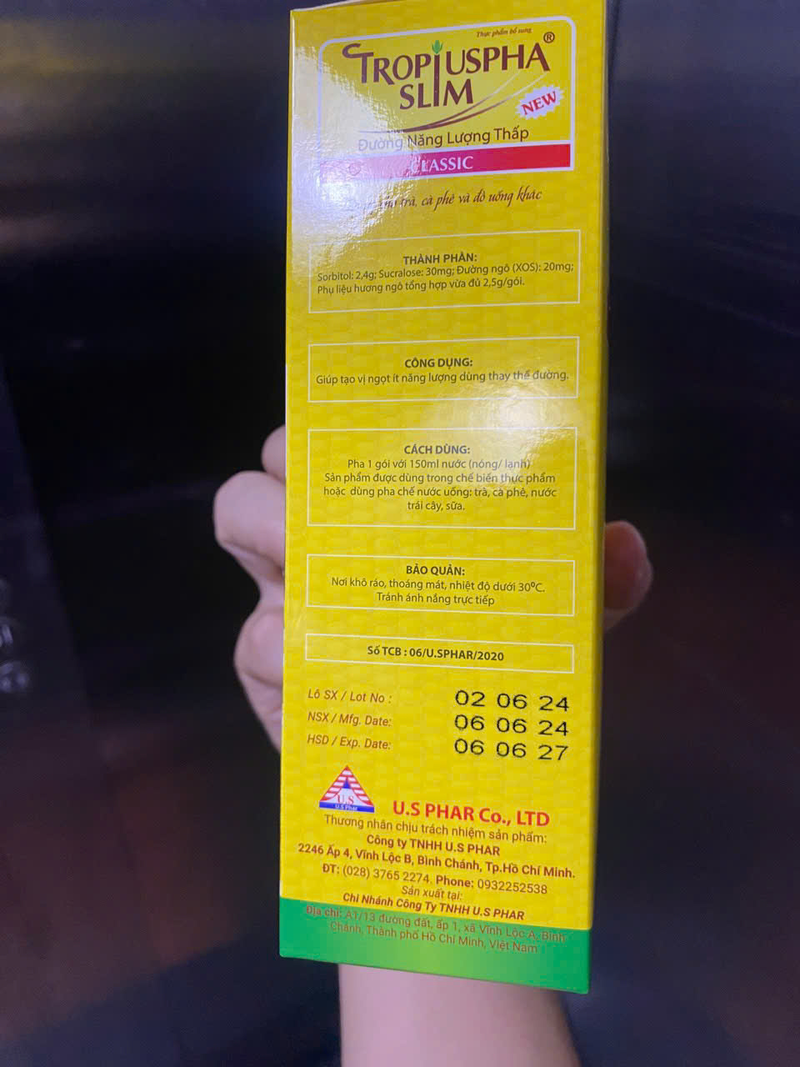 Thực phẩm bổ sung
TROPIUSPHA®
SLIM
NEW
Đường Năng Lượng Thấp
CLASSIC
trà, cà phê và đồ uống khác
THÀNH PHẦN:
Sorbitol: 2,4g; Sucralose: 30mg; Đường ngô (XOS): 20mg;
Phụ liệu hương ngô tổng hợp vừa đủ 2,5g/gói.
CÔNG DỤNG:
Giúp tạo vị ngọt ít năng lượng dùng thay thế đường.
CÁCH DÙNG:
Pha 1 gói với 150ml nước (nóng/ lạnh)
Sản phẩm được dùng trong chế biến thực phẩm
hoặc dùng pha chế nước uống: trà, cà phê, nước
trái cây, sữa.
BẢO QUẢN:
Nơi khô ráo, thoáng mát, nhiệt độ dưới 30⁰C.
Tránh ánh nắng trực tiếp
Số TCB : 06/U.SPHAR/2020
Lô SX / Lot No : 02 06 24
NSX / Mfg. Date: 06 06 24
HSD / Exp. Date: 06 06 27
U.S
U.S Phar
U.S PHAR Co., LTD
Thương nhân chịu trách nhiệm sản phẩm:
Công ty TNHH U.S PHAR
2246 Ấp 4, Vĩnh Lộc B, Bình Chánh, Tp.Hồ Chí Minh.
ĐT: (028) 3765 2274. Phone: 0932252538
Sản xuất tại:
Chi Nhánh Công Ty TNHH U.S PHAR
Địa chỉ: A1/13 đường đất, ấp 1, xã Vĩnh Lộc A, Bình
Chánh, Thành phố Hồ Chí Minh, Việt Nam